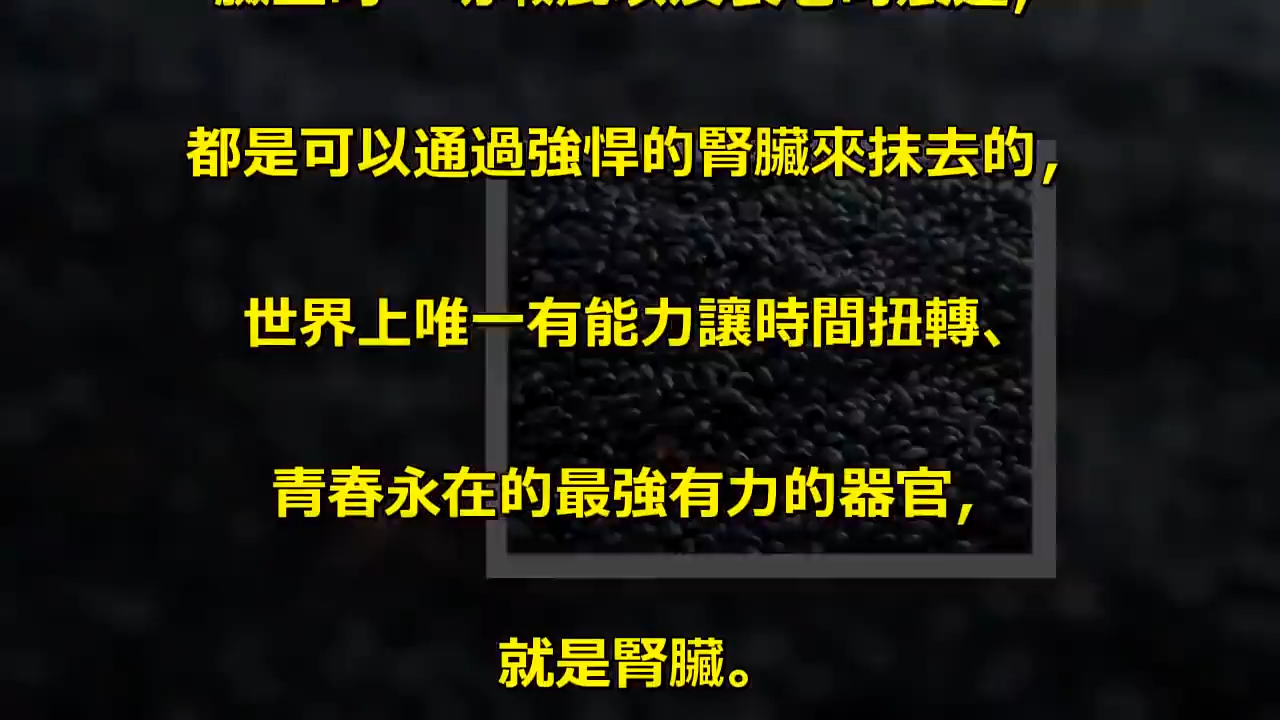 都是可以通過強悍的腎臟來抹去的，
世界上唯一有能力讓時間扭轉、
青春永在的最強有力的器官，
就是腎臟。